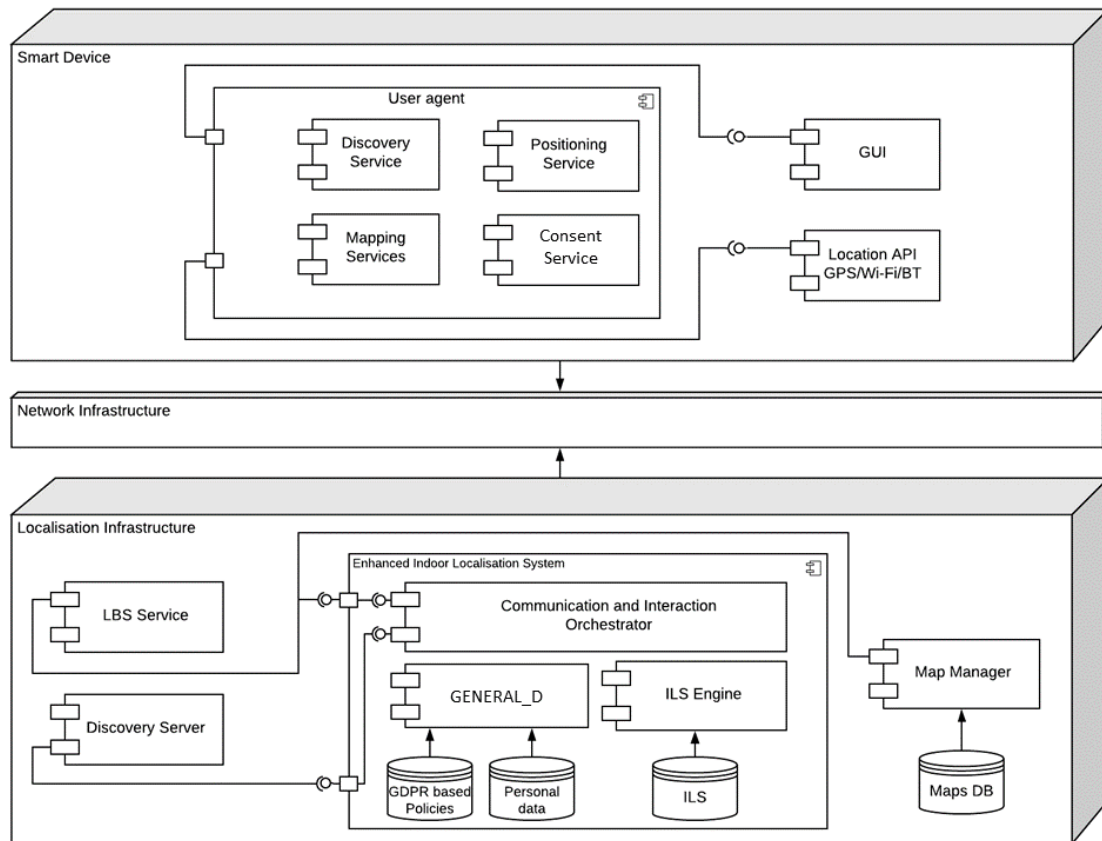 Smart Device
User agent
Discovery
Service
Positioning
Service
GUI
Mapping
Services
Consent
Service
Location API
GPS/Wi-Fi/BT
Network Infrastructure
Localisation Infrastructure
Enhanced Indoor Localisation System
LBS Service
Communication and Interaction
Orchestrator
Map Manager
GENERAL_D
ILS Engine
Discovery Server
GDPR based
Policies
Personal
data
ILS
Maps DB